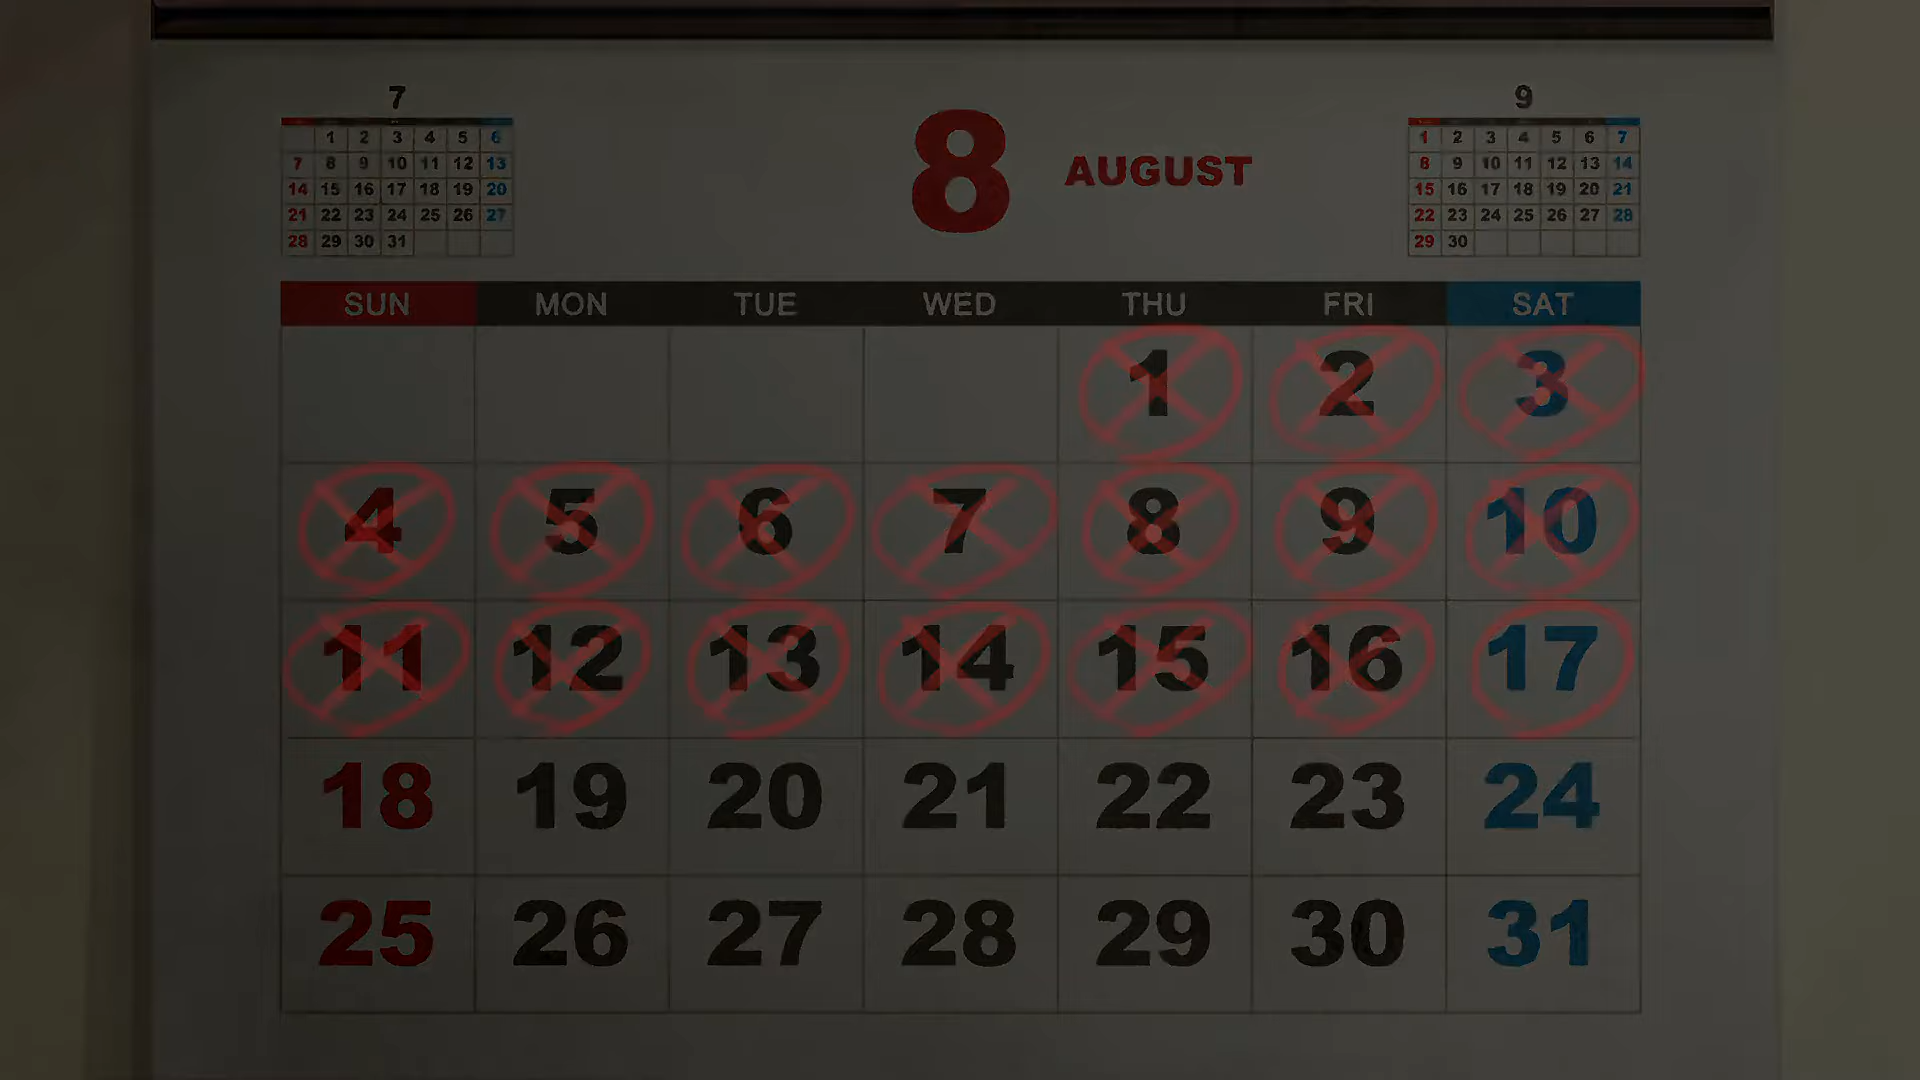 7
1 2 3 4 5 6
7 8 9 10 11 12 13
14 15 16 17 18 19 20
21 22 23 24 25 26 27
28 29 30 31
8 AUGUST
9
1 2 3 4 5 6 7
8 9 10 11 12 13 14
15 16 17 18 19 20 21
22 23 24 25 26 27 28
29 30
SUN MON TUE WED THU FRI SAT
1 2 3
4 5 6 7 8 9 10
11 12 13 14 15 16 17
18 19 20 21 22 23 24
25 26 27 28 29 30 31